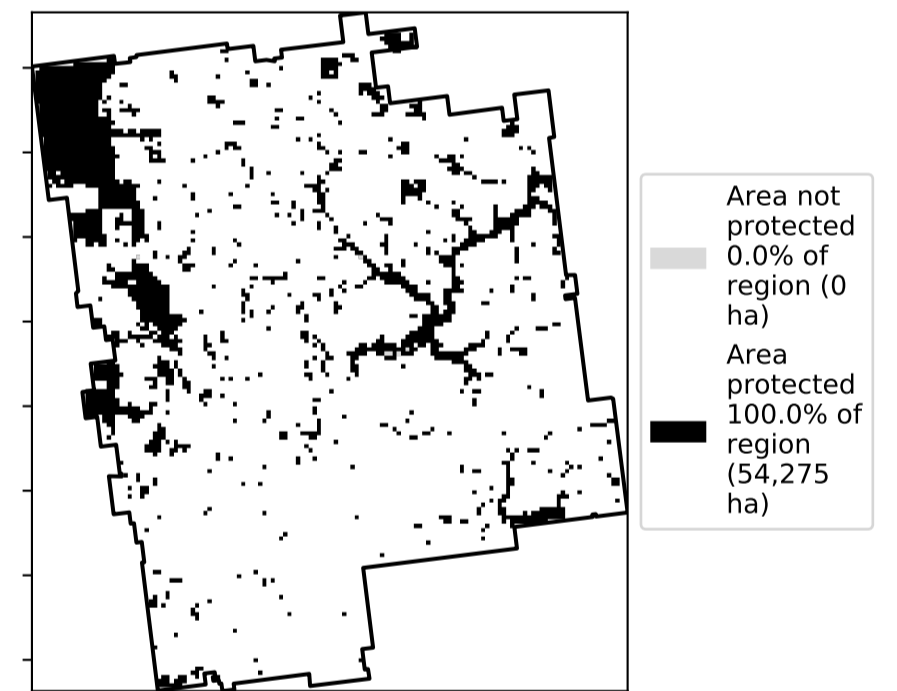 Area not
protected
0.0% of
region (0
ha)
Area
protected
100.0% of
region
(54,275
ha)